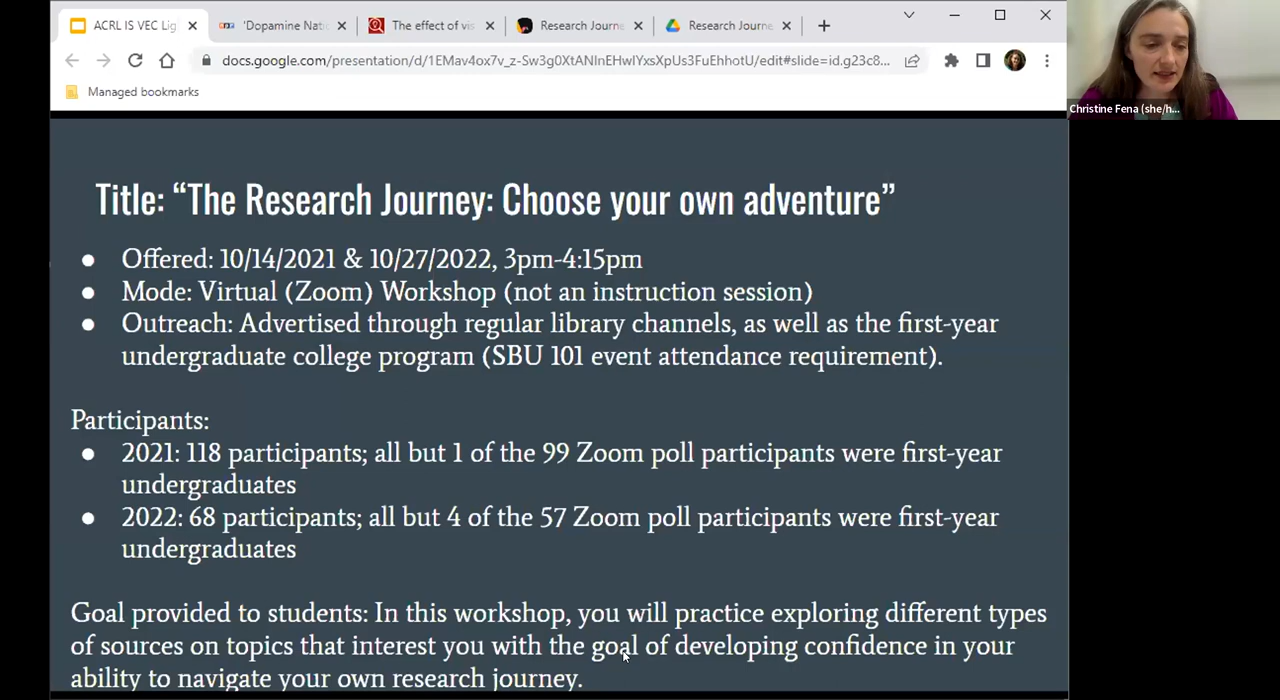 ACRL IS VEC Lig
'Dopamine Natio
The effect of vis
Research Journe
Research Journe
docs.google.com/presentation/d/1EMav4ox7v_z-Sw3g0XtANlnEHwlYxsXpUs3FuEhhotU/edit#slide=id.g23c8...
Managed bookmarks
Christine Fena (she/h...
Title: “The Research Journey: Choose your own adventure”
● Offered: 10/14/2021 & 10/27/2022, 3pm-4:15pm
● Mode: Virtual (Zoom) Workshop (not an instruction session)
● Outreach: Advertised through regular library channels, as well as the first-year
undergraduate college program (SBU 101 event attendance requirement).
Participants:
● 2021: 118 participants; all but 1 of the 99 Zoom poll participants were first-year
undergraduates
● 2022: 68 participants; all but 4 of the 57 Zoom poll participants were first-year
undergraduates
Goal provided to students: In this workshop, you will practice exploring different types
of sources on topics that interest you with the goal of developing confidence in your
ability to navigate your own research journey.